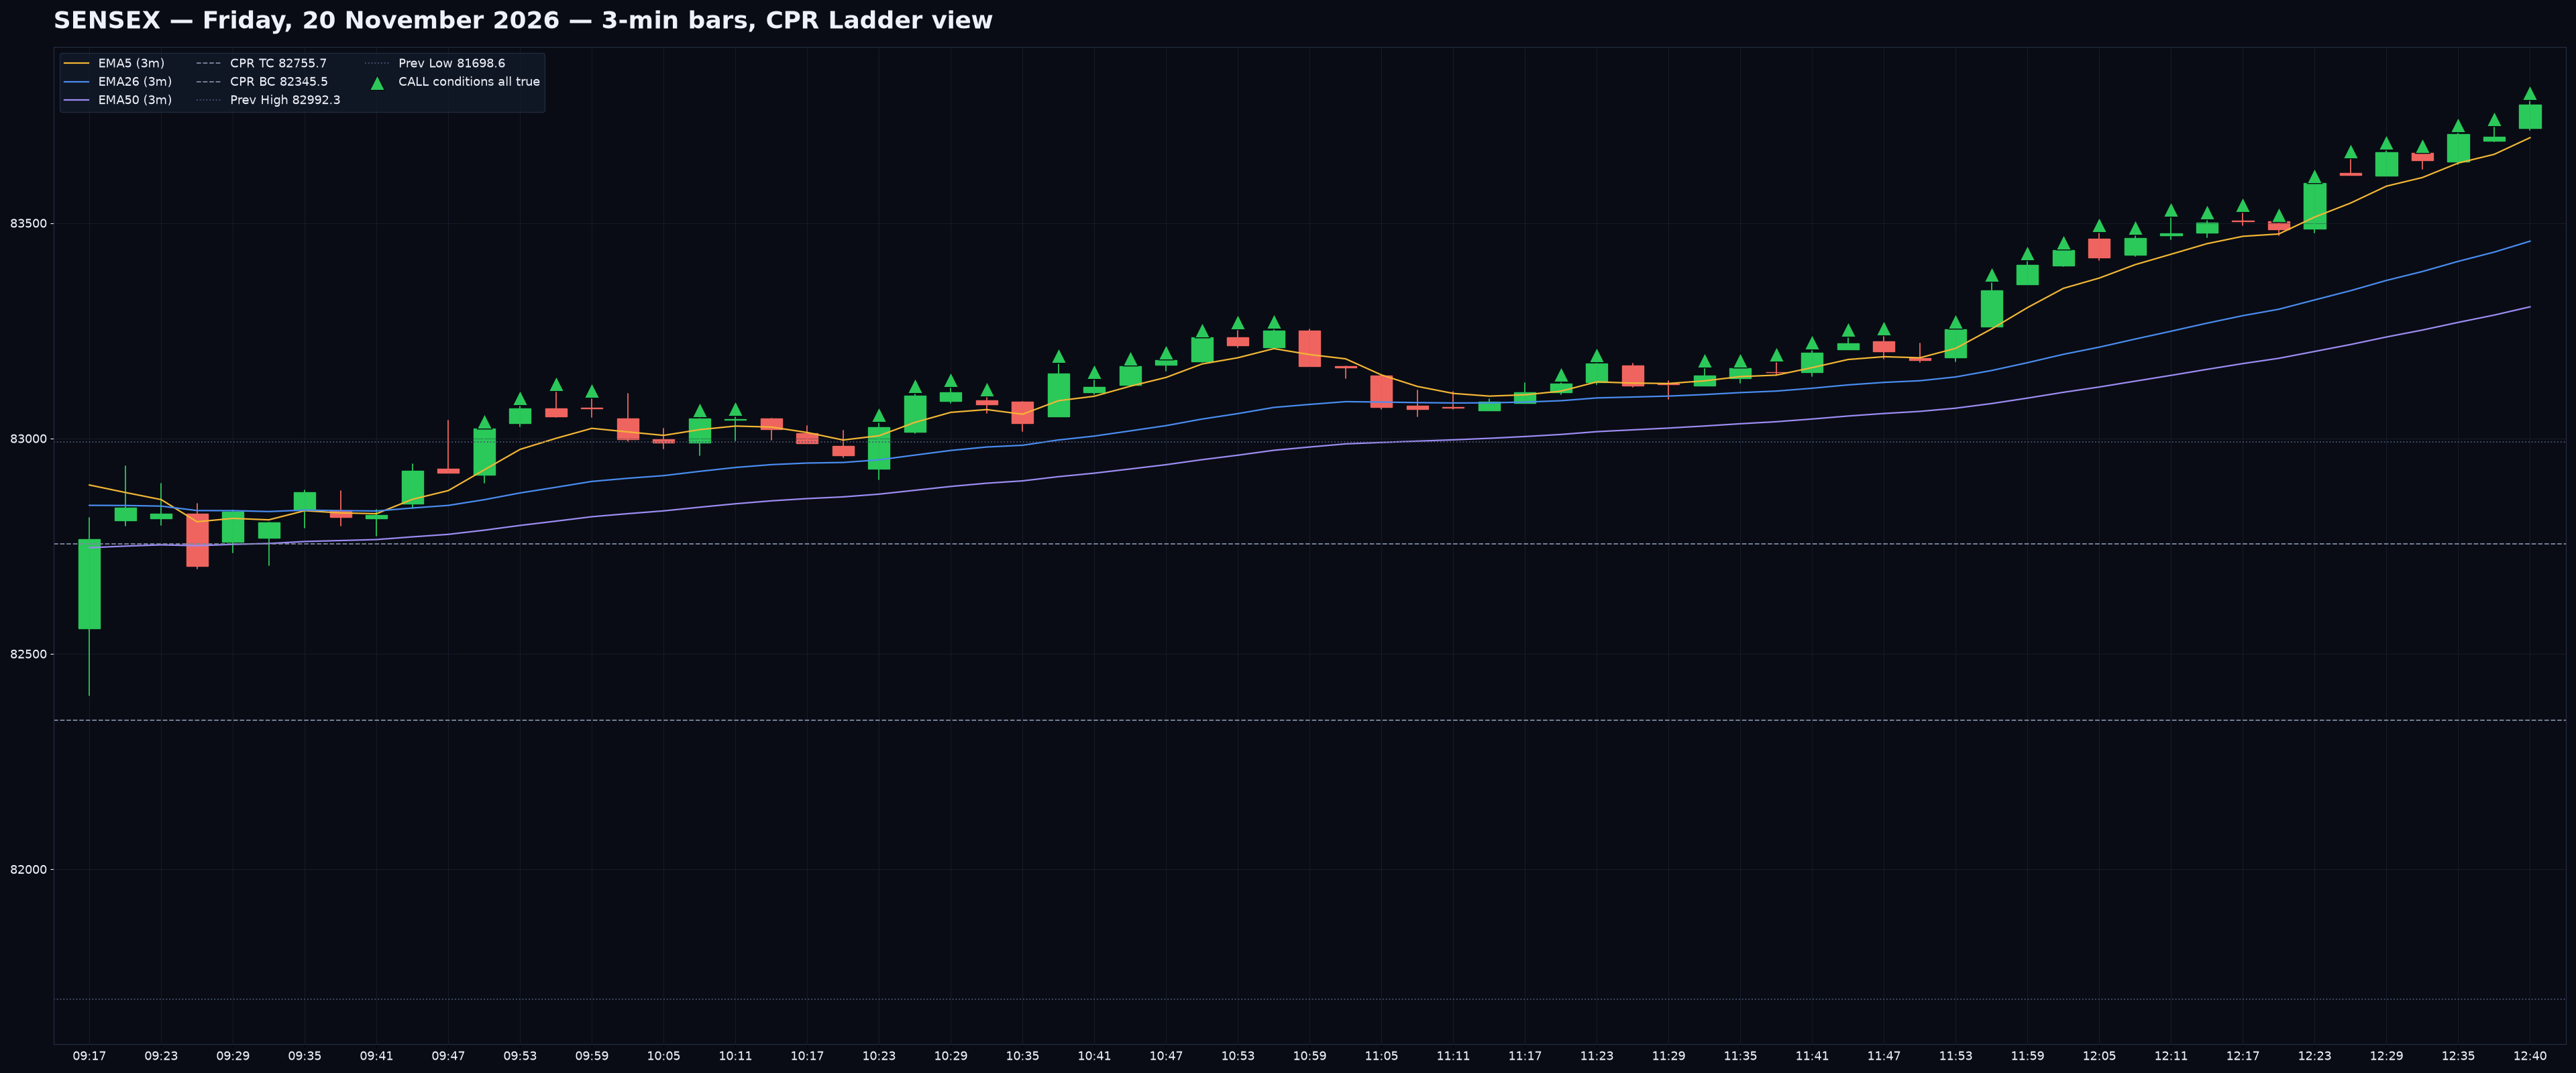 SENSEX — Friday, 20 November 2026 — 3-min bars, CPR Ladder view
EMA5 (3m)
EMA26 (3m)
EMA50 (3m)
CPR TC 82755.7
CPR BC 82345.5
Prev High 82992.3
Prev Low 81698.6
CALL conditions all true
83500
83000
82500
82000
09:17 09:23 09:29 09:35 09:41 09:47 09:53 09:59 10:05 10:11 10:17 10:23 10:29 10:35 10:41 10:47 10:53 10:59 11:05 11:11 11:17 11:23 11:29 11:35 11:41 11:47 11:53 11:59 12:05 12:11 12:17 12:23 12:29 12:35 12:40